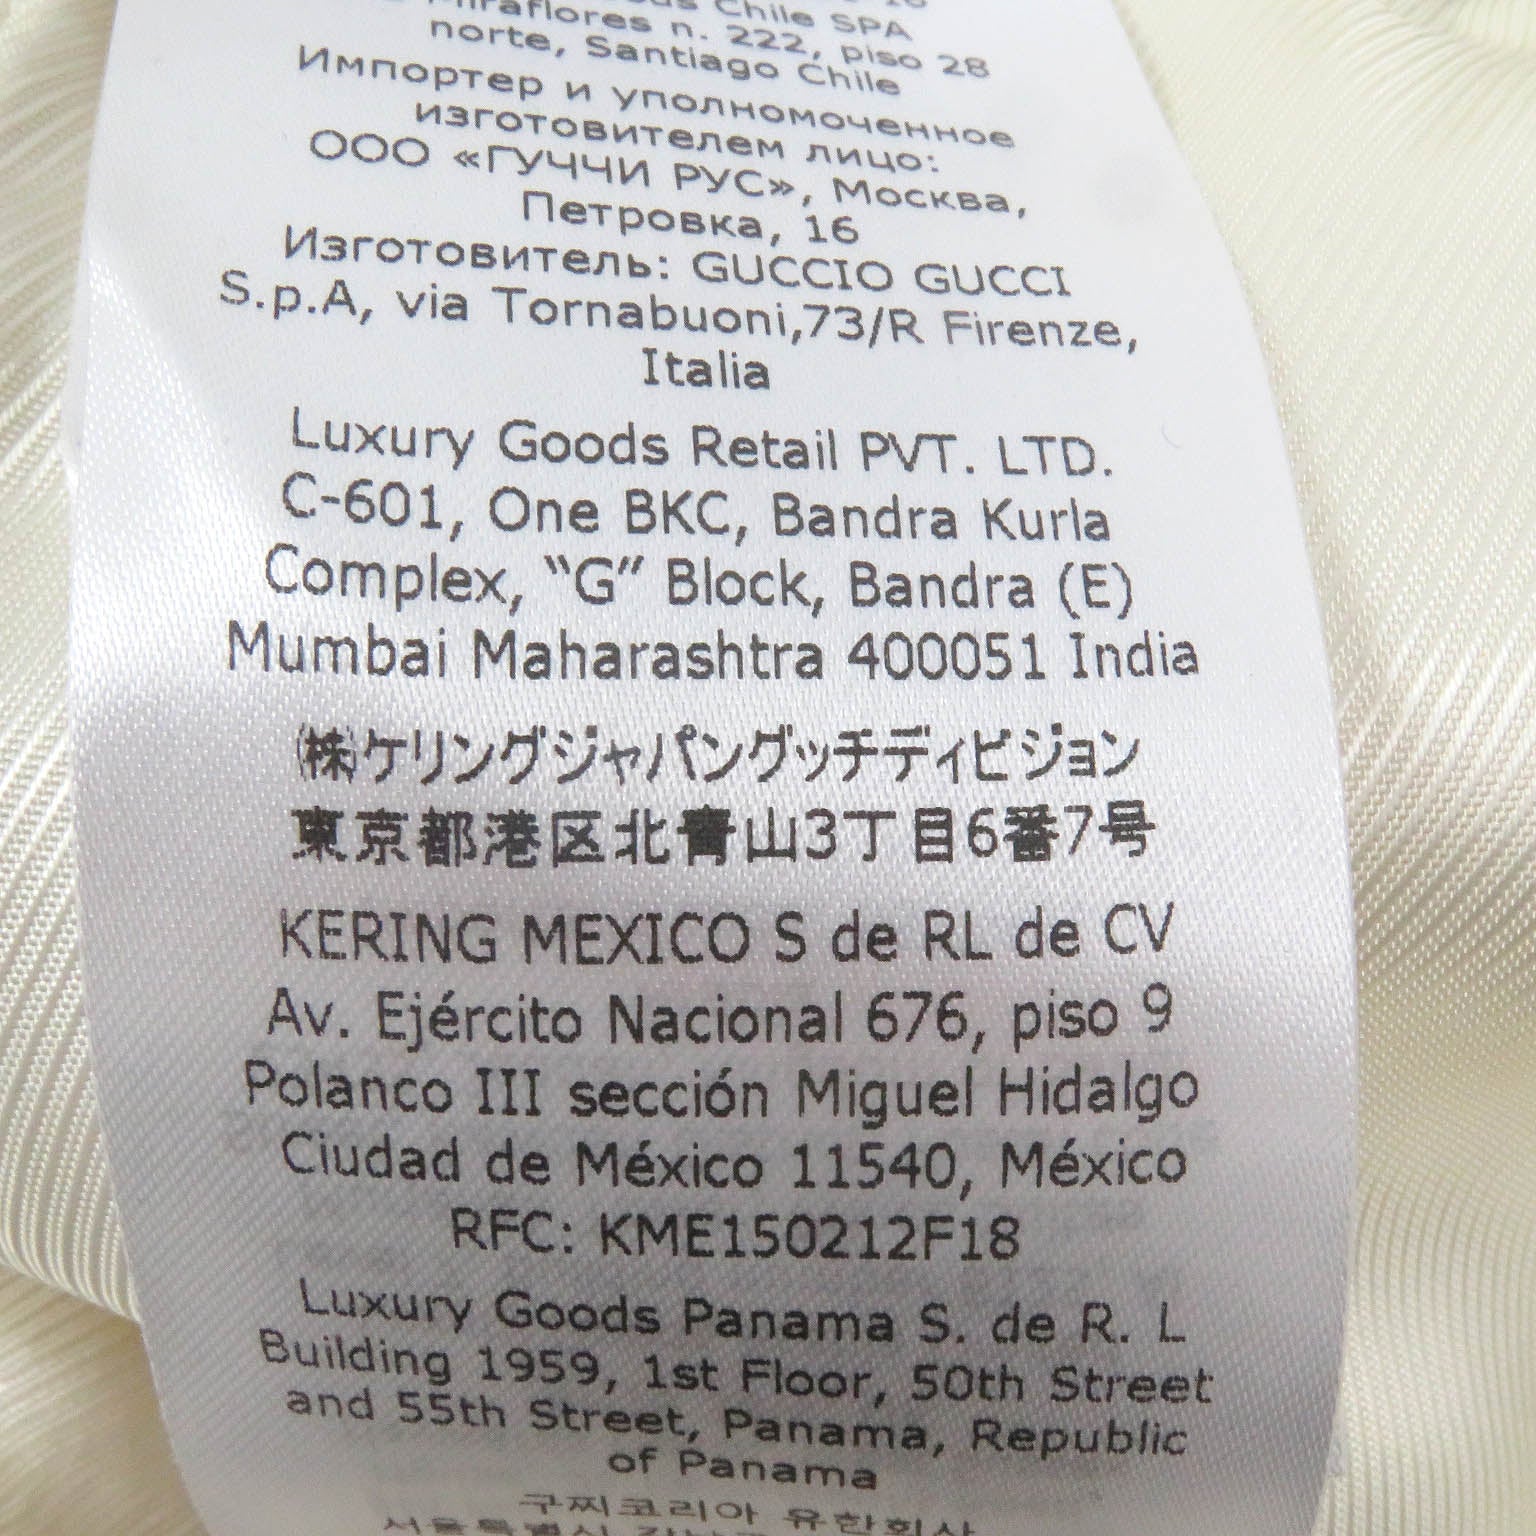 Chile SPA
n. 222, piso 28
norte, Santiago Chile
Импортер и уполномоченное
изготовителем лицо:
ООО «ГУЧЧИ РУС», Москва,
Петровка, 16
Изготовитель: GUCCIO GUCCI
S.p.A, via Tornabuoni,73/R Firenze,
Italia
Luxury Goods Retail PVT. LTD.
C-601, One BKC, Bandra Kurla
Complex, “G” Block, Bandra (E)
Mumbai Maharashtra 400051 India
㈱ケリングジャパングッチディビジョン
東京都港区北青山3丁目6番7号
KERING MEXICO S de RL de CV
Av. Ejército Nacional 676, piso 9
Polanco III sección Miguel Hidalgo
Ciudad de México 11540, México
RFC: KME150212F18
Luxury Goods Panama S. de R. L
Building 1959, 1st Floor, 50th Street
and 55th Street, Panama, Republic
of Panama
구찌코리아 유한회사